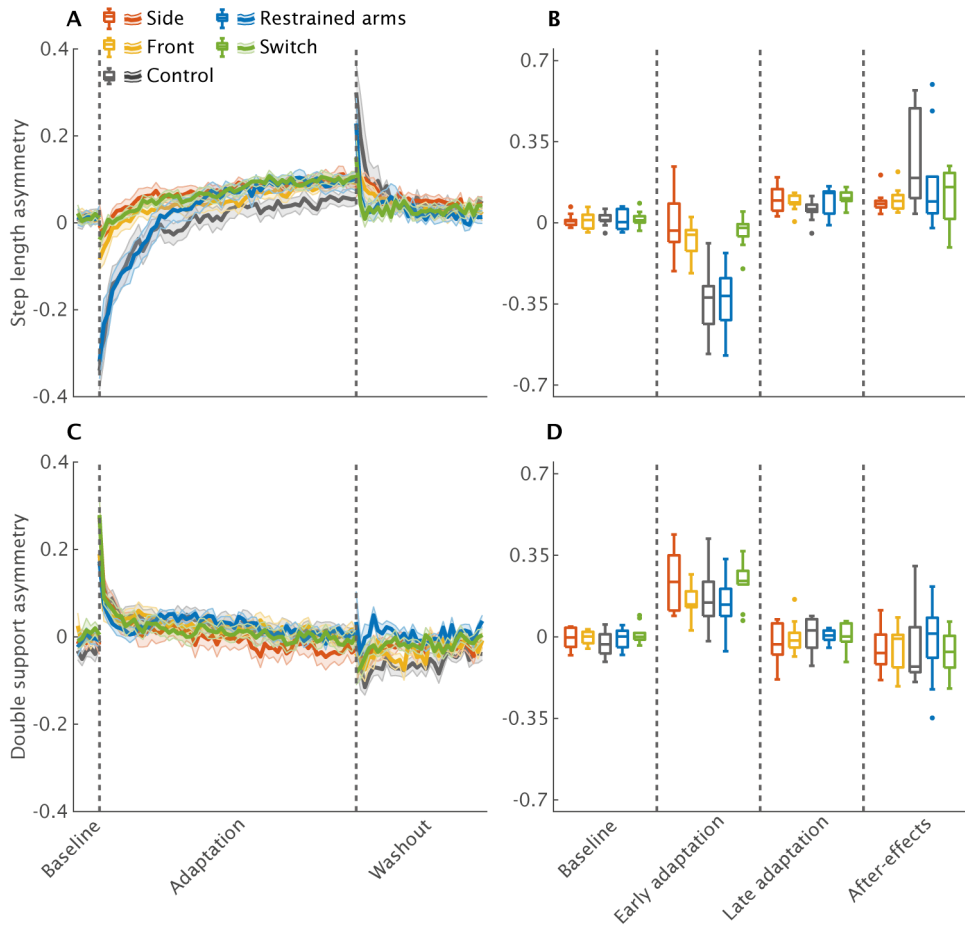 A
Side
Restrained arms
Front
Switch
Control
Step length asymmetry
0.4
0.2
0
-0.2
-0.4
B
0.7
0.35
0
-0.35
-0.7
C
Double support asymmetry
0.4
0.2
0
-0.2
-0.4
Baseline
Adaptation
Washout
D
0.7
0.35
0
-0.35
-0.7
Baseline
Early adaptation
Late adaptation
After-effects